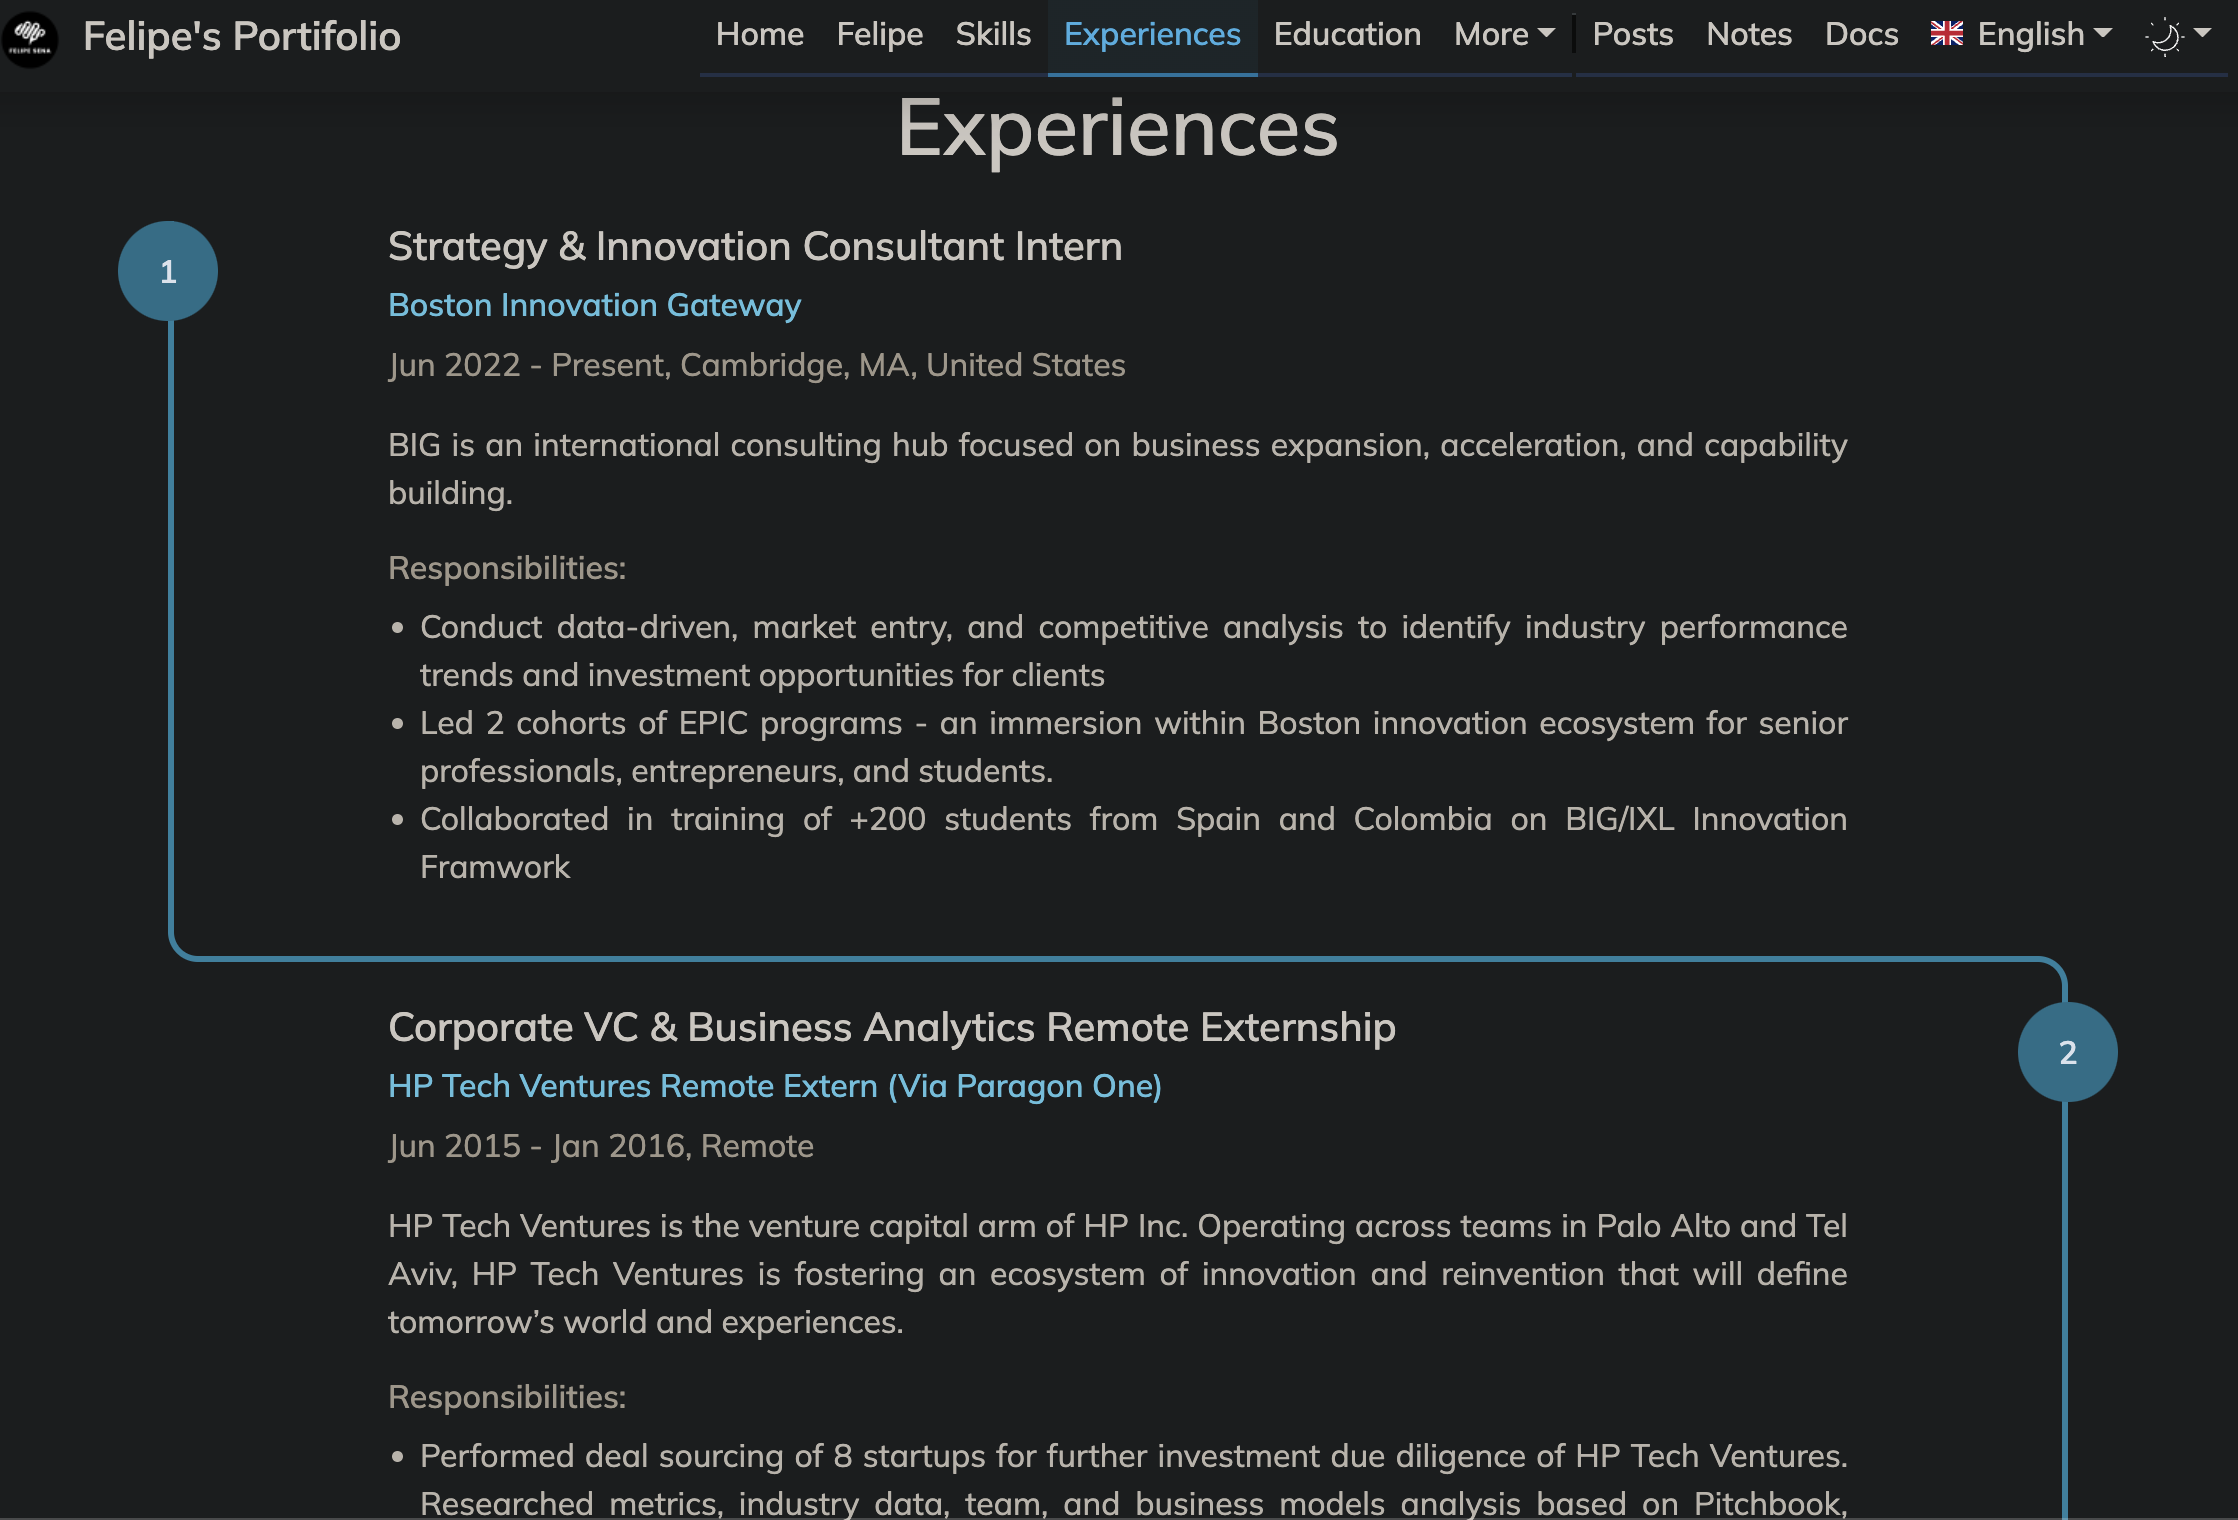 FELIPE SENA
Felipe's Portifolio
Home Felipe Skills Experiences Education More Posts Notes Docs English
Experiences
1
Strategy & Innovation Consultant Intern
Boston Innovation Gateway
Jun 2022 - Present, Cambridge, MA, United States
BIG is an international consulting hub focused on business expansion, acceleration, and capability
building.
Responsibilities:
• Conduct data-driven, market entry, and competitive analysis to identify industry performance
trends and investment opportunities for clients
• Led 2 cohorts of EPIC programs - an immersion within Boston innovation ecosystem for senior
professionals, entrepreneurs, and students.
• Collaborated in training of +200 students from Spain and Colombia on BIG/IXL Innovation
Framwork
2
Corporate VC & Business Analytics Remote Externship
HP Tech Ventures Remote Extern (Via Paragon One)
Jun 2015 - Jan 2016, Remote
HP Tech Ventures is the venture capital arm of HP Inc. Operating across teams in Palo Alto and Tel
Aviv, HP Tech Ventures is fostering an ecosystem of innovation and reinvention that will define
tomorrow’s world and experiences.
Responsibilities:
• Performed deal sourcing of 8 startups for further investment due diligence of HP Tech Ventures.
Researched metrics, industry data, team, and business models analysis based on Pitchbook,